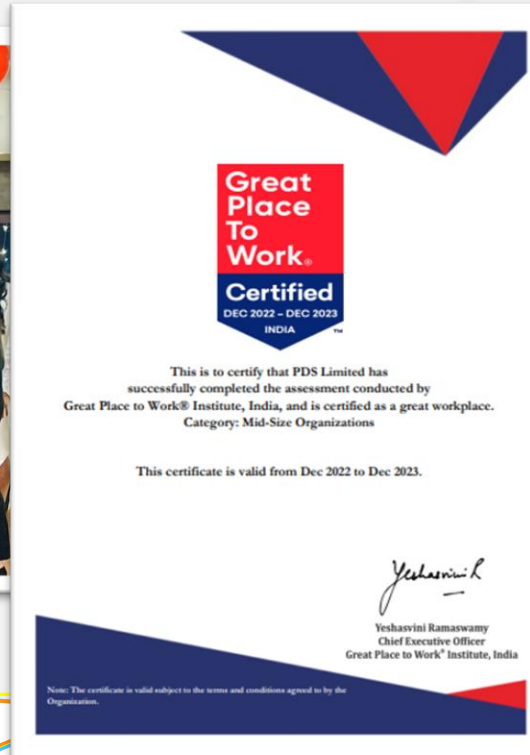 Great
Place
To
Work®
Certified
DEC 2022 – DEC 2023
INDIA
™
This is to certify that PDS Limited has
successfully completed the assessment conducted by
Great Place to Work® Institute, India, and is certified as a great workplace.
Category: Mid-Size Organizations
This certificate is valid from Dec 2022 to Dec 2023.
Yeshasvini R
Yeshasvini Ramaswamy
Chief Executive Officer
Great Place to Work® Institute, India
Note: The certificate is valid subject to the terms and conditions agreed to by the
Organization.